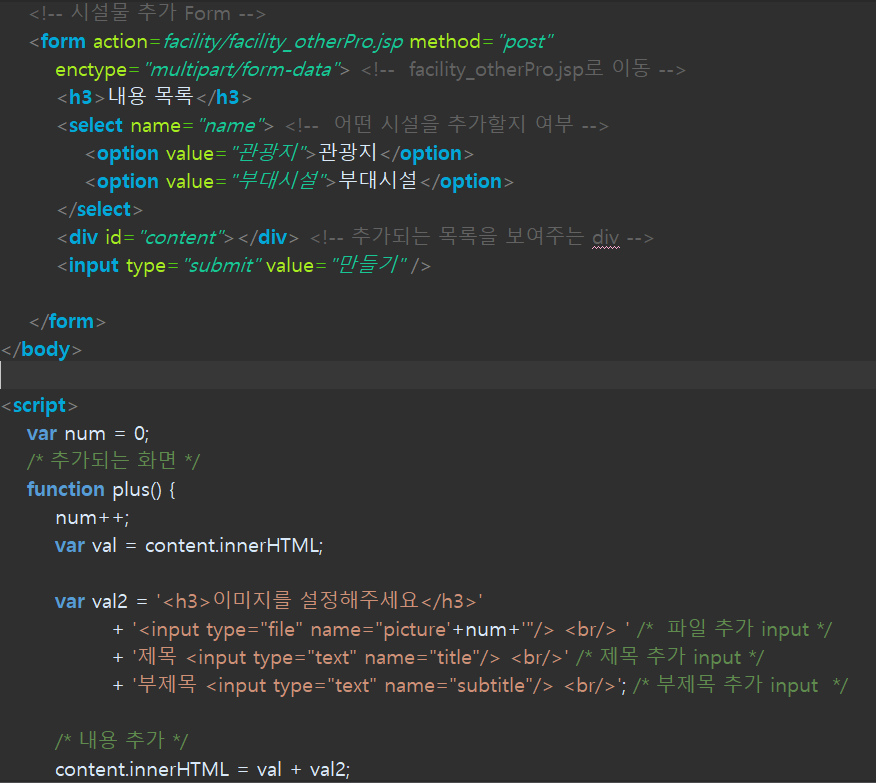 <!-- 시설물 추가 Form -->
<form action=facility/facility_otherPro.jsp method="post"
enctype="multipart/form-data"> <!--  facility_otherPro.jsp로 이동 -->
<h3>내용 목록</h3>
<select name="name"> <!--  어떤 시설을 추가할지 여부 -->
<option value="관광지">관광지</option>
<option value="부대시설">부대시설</option>
</select>
<div id="content"></div> <!-- 추가되는 목록을 보여주는 div -->
<input type="submit" value="만들기" />
</form>
</body>
<script>
var num = 0;
/* 추가되는 화면 */
function plus() {
num++;
var val = content.innerHTML;
var val2 = '<h3>이미지를 설정해주세요</h3>'
+ '<input type="file" name="picture'+num+'"/> <br/> ' /*  파일 추가 input */
+ '제목 <input type="text" name="title"/> <br/>' /* 제목 추가 input */
+ '부제목 <input type="text" name="subtitle"/> <br/>'; /* 부제목 추가 input  */
/* 내용 추가 */
content.innerHTML = val + val2;